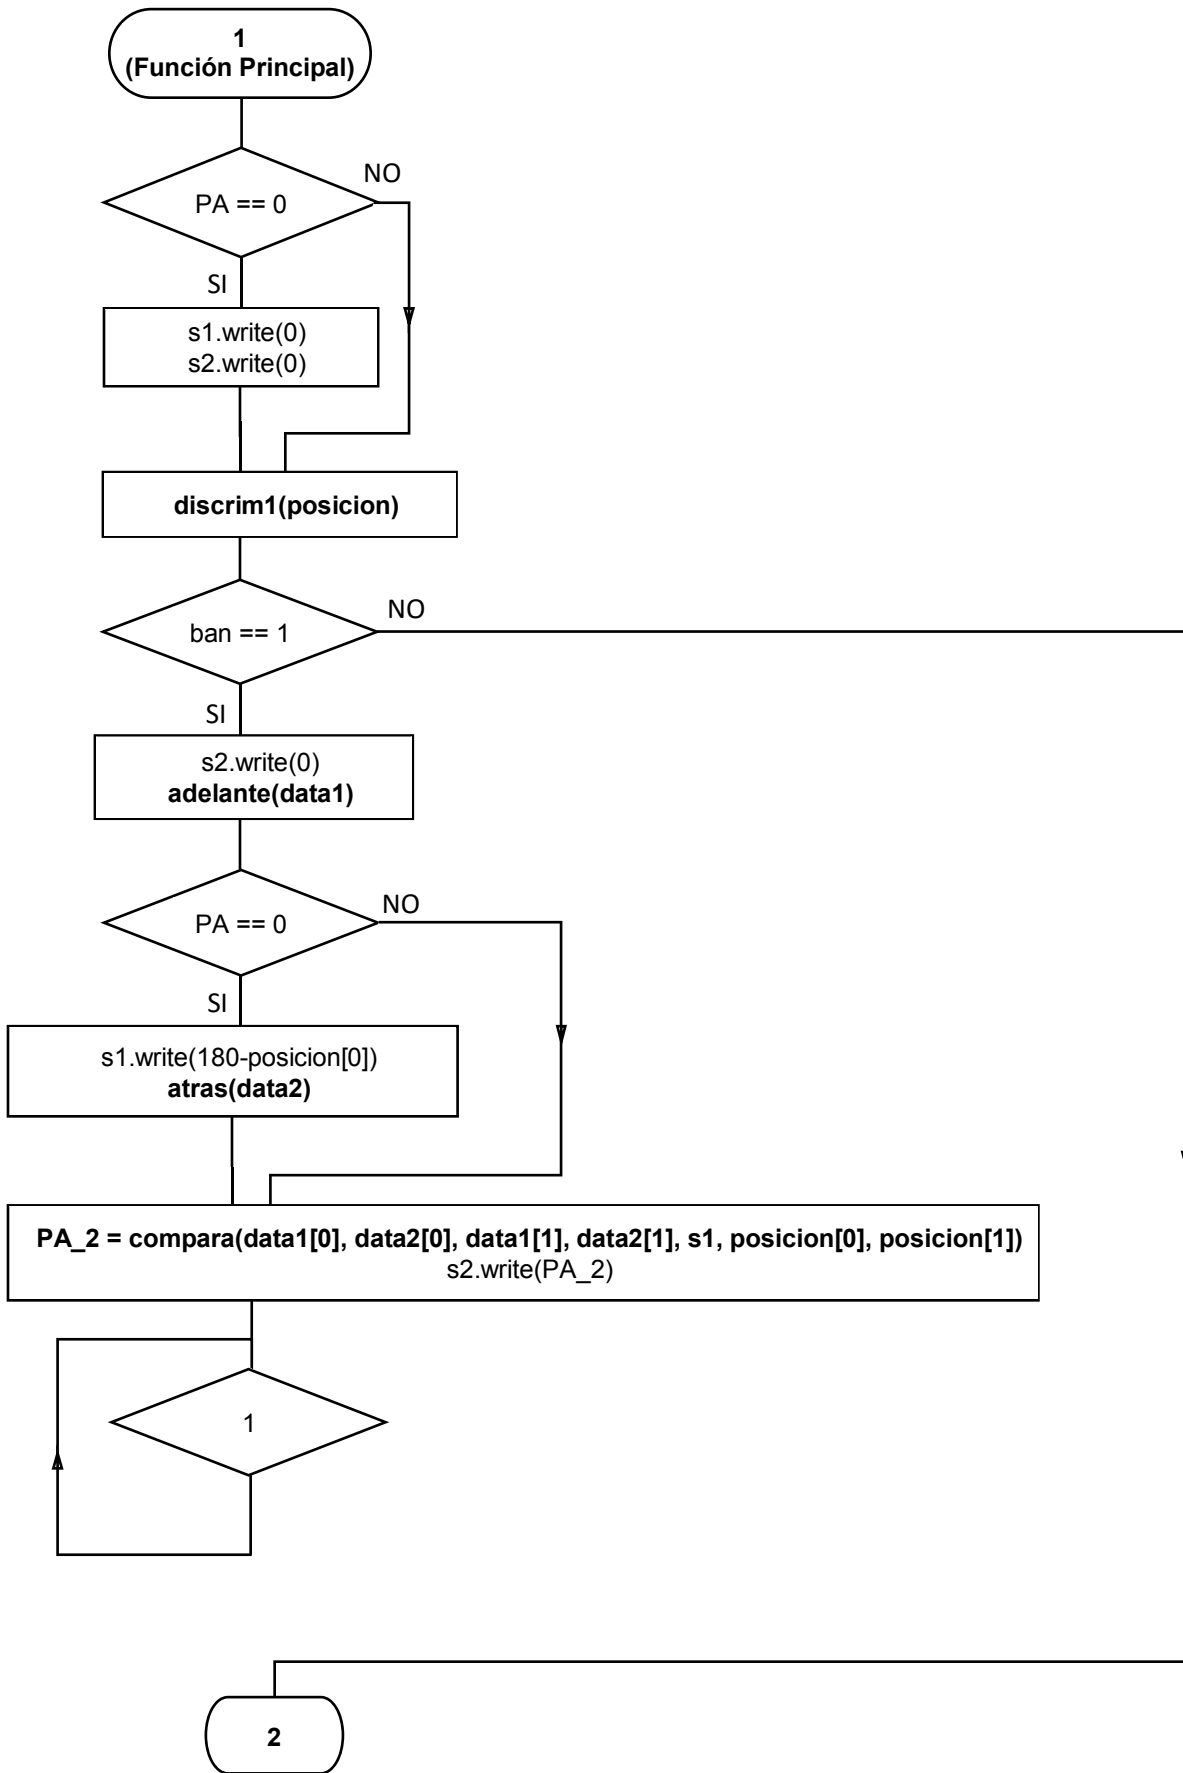 1
(Función Principal)
PA == 0
NO
SI
s1.write(0)
s2.write(0)
discrim1(posicion)
ban == 1
NO
SI
s2.write(0)
adelante(data1)
PA == 0
NO
SI
s1.write(180-posicion[0])
atras(data2)
PA_2 = compara(data1[0], data2[0], data1[1], data2[1], s1, posicion[0], posicion[1])
s2.write(PA_2)
1
2